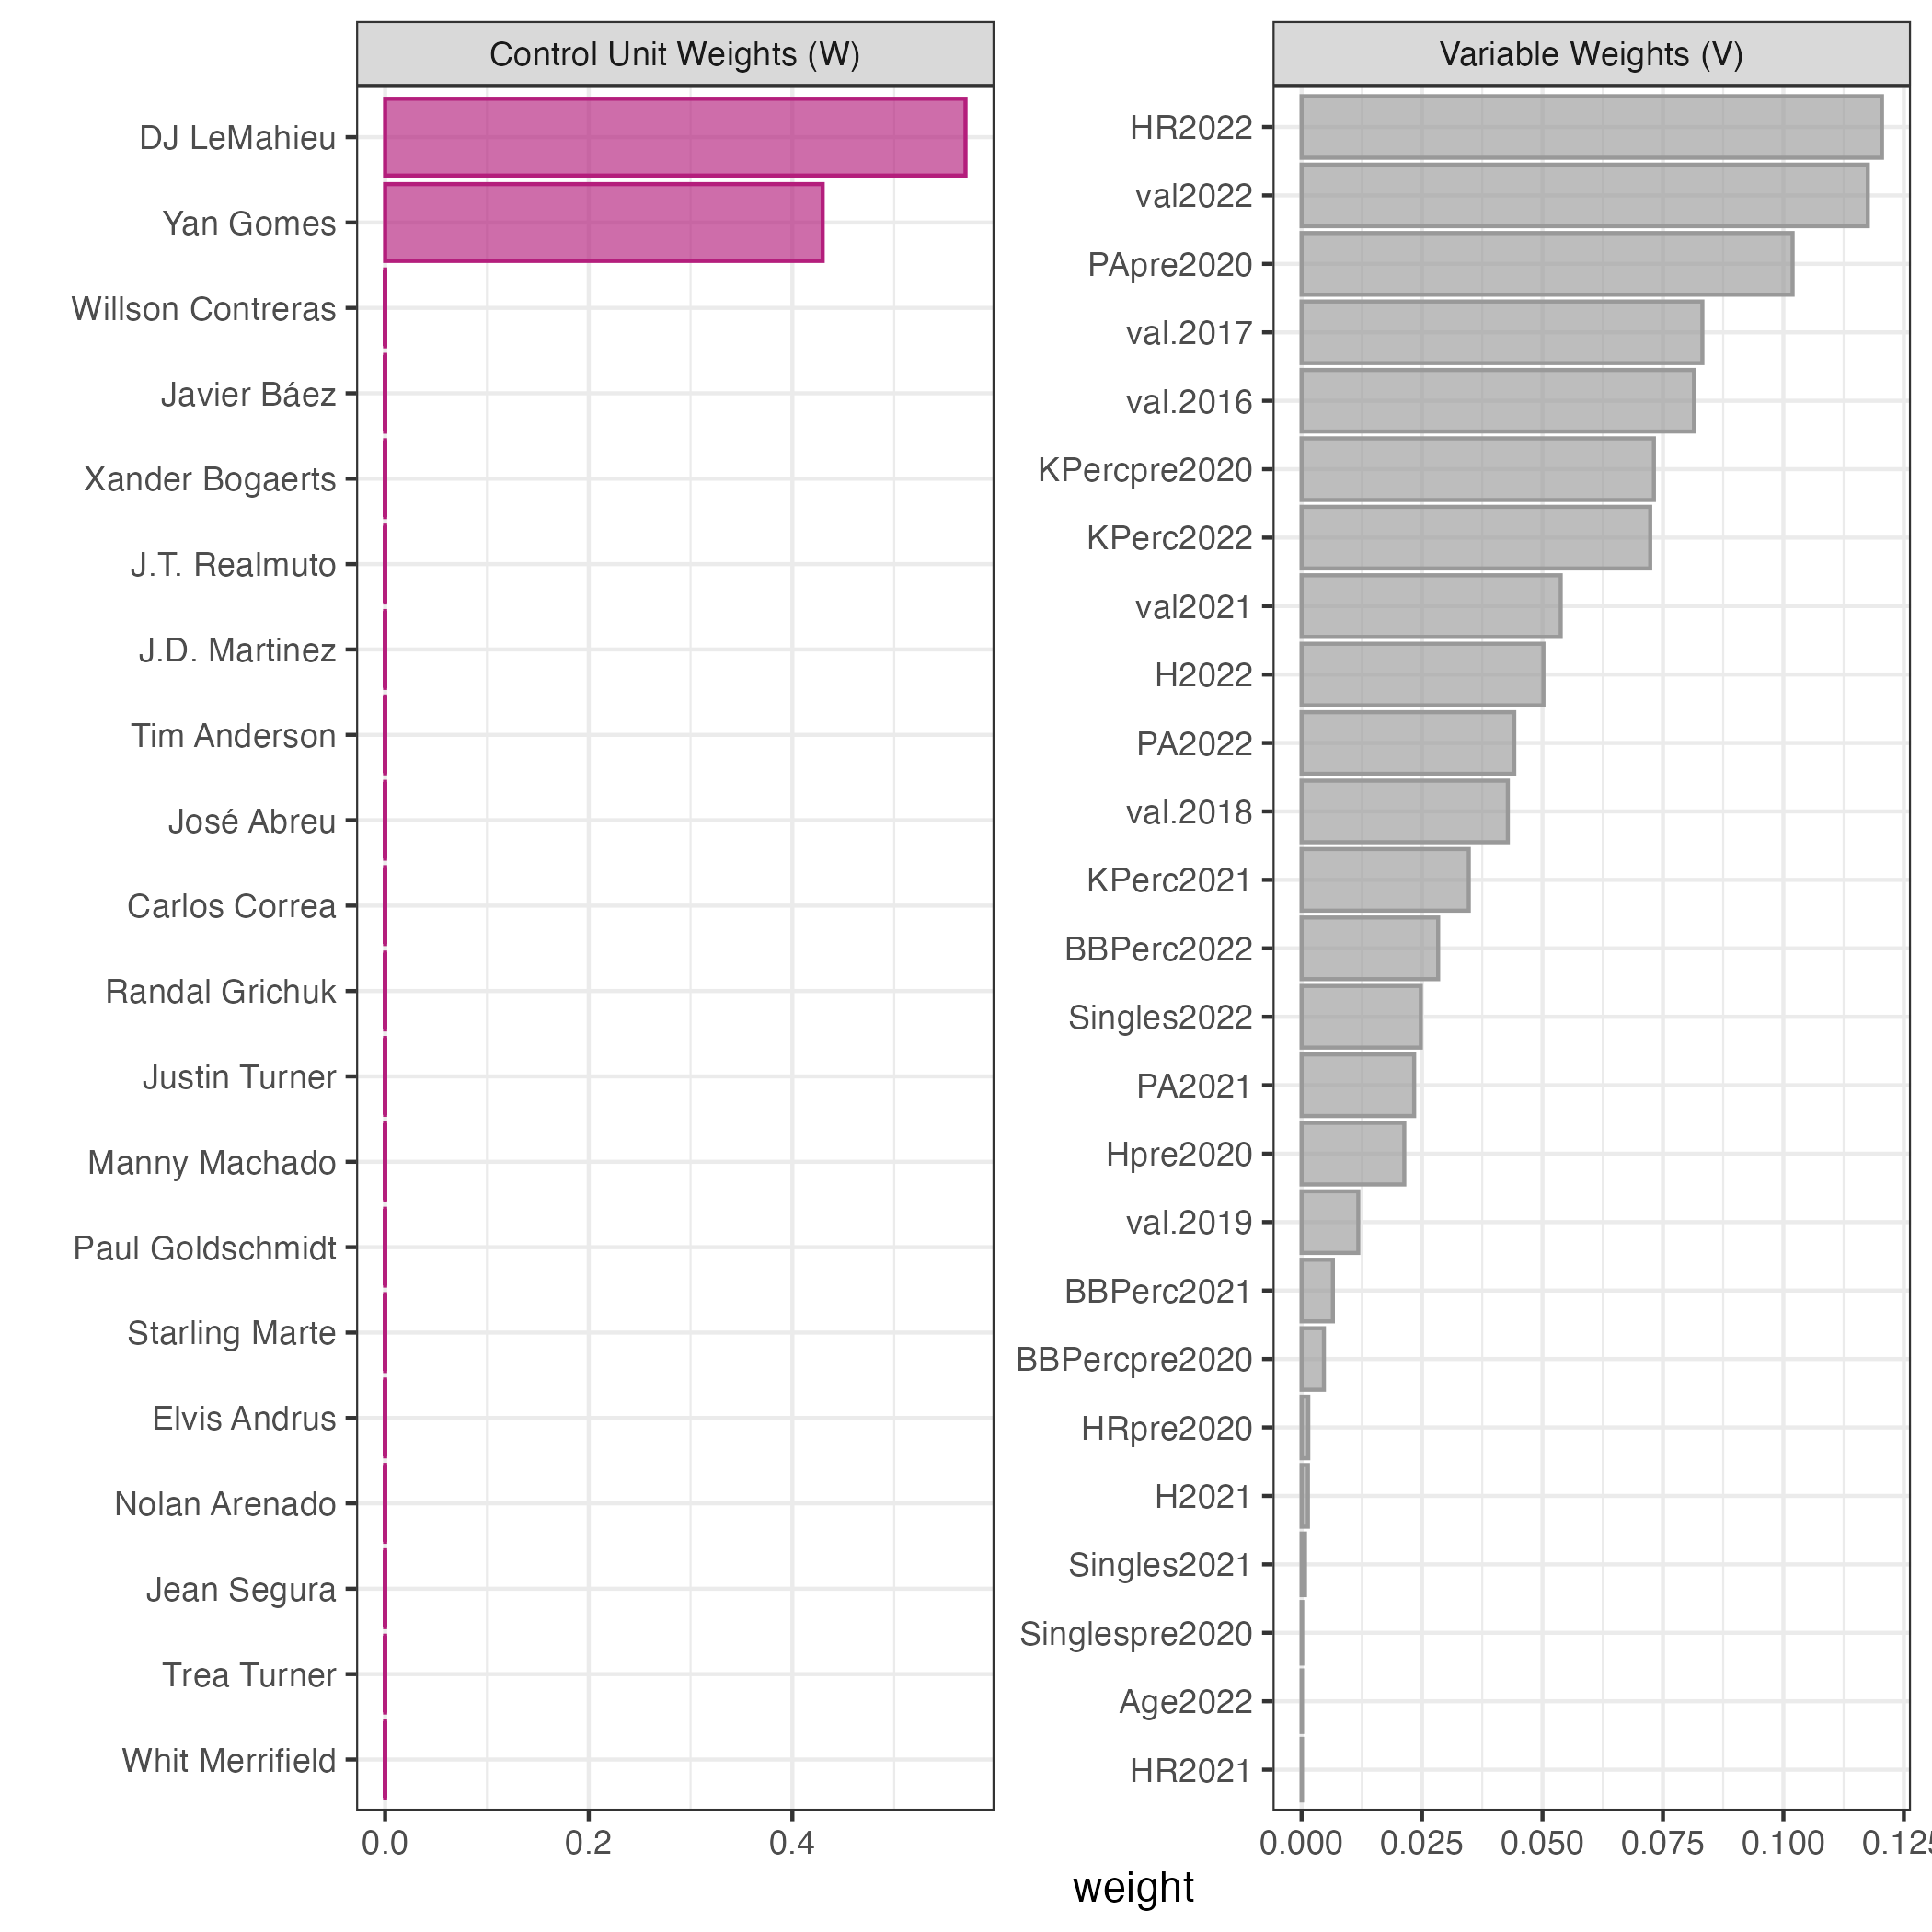 Control Unit Weights (W)
DJ LeMahieu
Yan Gomes
Willson Contreras
Javier Báez
Xander Bogaerts
J.T. Realmuto
J.D. Martinez
Tim Anderson
José Abreu
Carlos Correa
Randal Grichuk
Justin Turner
Manny Machado
Paul Goldschmidt
Starling Marte
Elvis Andrus
Nolan Arenado
Jean Segura
Trea Turner
Whit Merrifield
0.0 0.2 0.4
Variable Weights (V)
HR2022
val2022
PApre2020
val.2017
val.2016
KPercpre2020
KPerc2022
val2021
H2022
PA2022
val.2018
KPerc2021
BBPerc2022
Singles2022
PA2021
Hpre2020
val.2019
BBPerc2021
BBPercpre2020
HRpre2020
H2021
Singles2021
Singlespre2020
Age2022
HR2021
0.000 0.025 0.050 0.075 0.100 0.125
weight